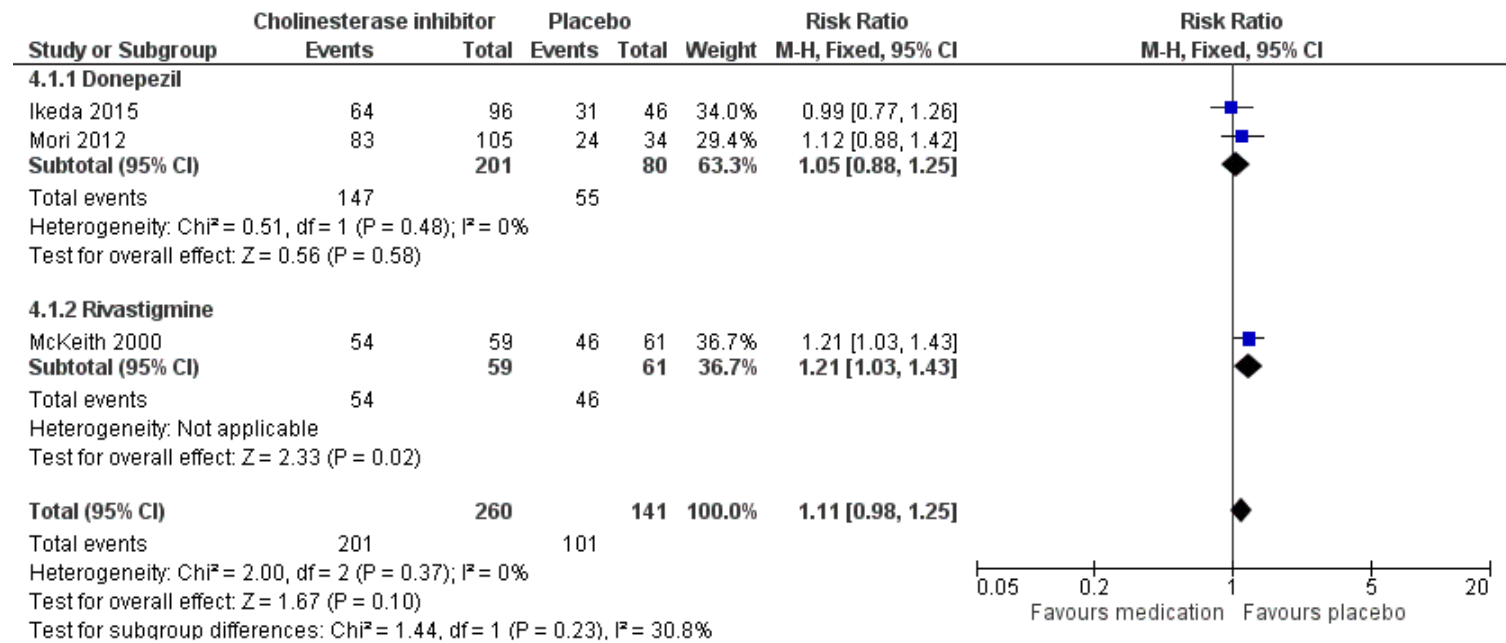 Cholinesterase inhibitor Placebo Risk Ratio Risk Ratio
Study or Subgroup Events Total Events Total Weight M-H, Fixed, 95% CI M-H, Fixed, 95% CI
4.1.1 Donepezil
Ikeda 2015 64 96 31 46 34.0% 0.99 [0.77, 1.26]
Mori 2012 83 105 24 34 29.4% 1.12 [0.88, 1.42]
Subtotal (95% CI) 201 80 63.3% 1.05 [0.88, 1.25]
Total events 147 55
Heterogeneity: Chi² = 0.51, df = 1 (P = 0.48); I² = 0%
Test for overall effect: Z = 0.56 (P = 0.58)
4.1.2 Rivastigmine
McKeith 2000 54 59 46 61 36.7% 1.21 [1.03, 1.43]
Subtotal (95% CI) 59 61 36.7% 1.21 [1.03, 1.43]
Total events 54 46
Heterogeneity: Not applicable
Test for overall effect: Z = 2.33 (P = 0.02)
Total (95% CI) 260 141 100.0% 1.11 [0.98, 1.25]
Total events 201 101
Heterogeneity: Chi² = 2.00, df = 2 (P = 0.37); I² = 0%
Test for overall effect: Z = 1.67 (P = 0.10)
Test for subgroup differences: Chi² = 1.44, df = 1 (P = 0.23), I² = 30.8%
0.05 0.2 1 5 20
Favours medication Favours placebo